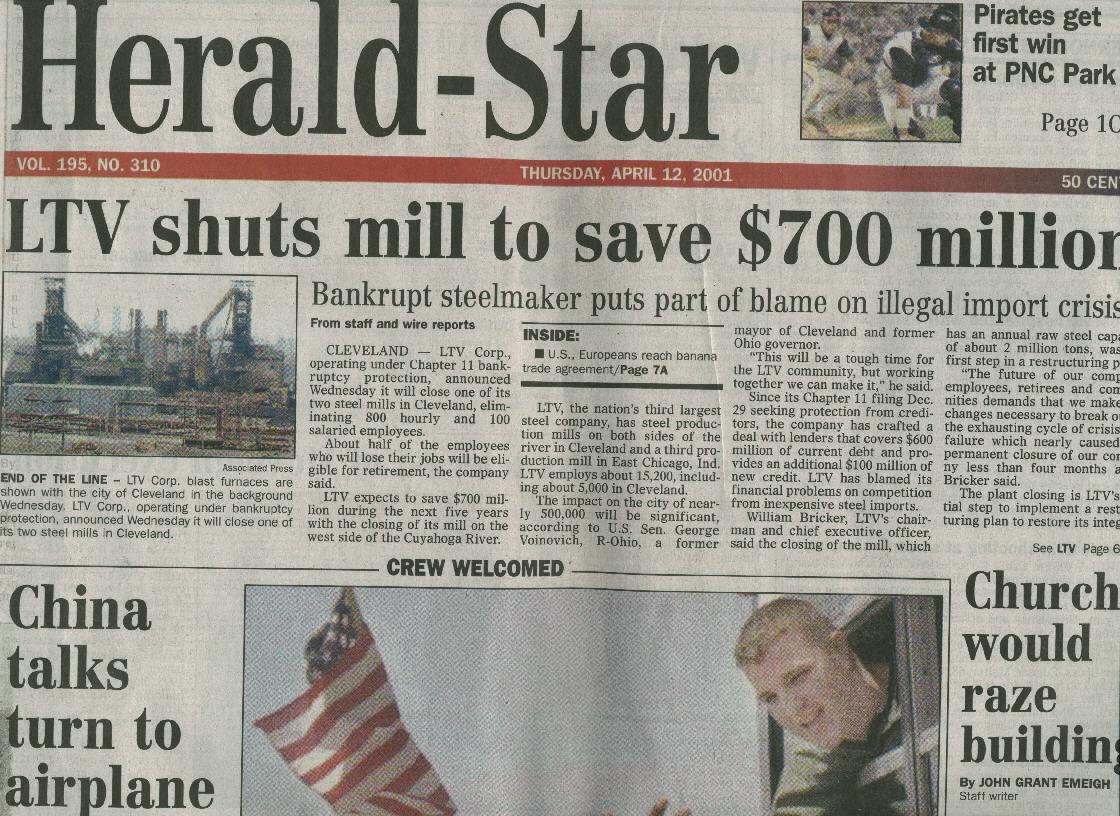 Herald-Star
Pirates get
first win
at PNC Park
Page 1C
VOL. 195, NO. 310
THURSDAY, APRIL 12, 2001
50 CEN
LTV shuts mill to save $700 million
Bankrupt steelmaker puts part of blame on illegal import crisis
Associated Press
END OF THE LINE – LTV Corp. blast furnaces are
shown with the city of Cleveland in the background
Wednesday. LTV Corp., operating under bankruptcy
protection, announced Wednesday it will close one of
its two steel mills in Cleveland.
From staff and wire reports
CLEVELAND — LTV Corp.,
operating under Chapter 11 bank-
ruptcy protection, announced
Wednesday it will close one of its
two steel mills in Cleveland, elim-
inating 800 hourly and 100
salaried employees.
About half of the employees
who will lose their jobs will be eli-
gible for retirement, the company
said.
LTV expects to save $700 mil-
lion during the next five years
with the closing of its mill on the
west side of the Cuyahoga River.
INSIDE:
■ U.S., Europeans reach banana
trade agreement/Page 7A
LTV, the nation's third largest
steel company, has steel produc-
tion mills on both sides of the
river in Cleveland and a third pro-
duction mill in East Chicago, Ind.
LTV employs about 15,200, includ-
ing about 5,000 in Cleveland.
The impact on the city of near-
ly 500,000 will be significant,
according to U.S. Sen. George
Voinovich, R-Ohio, a former
mayor of Cleveland and former
Ohio governor.
"This will be a tough time for
the LTV community, but working
together we can make it," he said.
Since its Chapter 11 filing Dec.
29 seeking protection from credi-
tors, the company has crafted a
deal with lenders that covers $600
million of current debt and pro-
vides an additional $100 million of
new credit. LTV has blamed its
financial problems on competition
from inexpensive steel imports.
William Bricker, LTV's chair-
man and chief executive officer,
said the closing of the mill, which
has an annual raw steel capa
of about 2 million tons, was
first step in a restructuring p
"The future of our comp
employees, retirees and com
nities demands that we make
changes necessary to break o
the exhausting cycle of crisis
failure which nearly caused
permanent closure of our com
ny less than four months a
Bricker said.
The plant closing is LTV's
tial step to implement a rest
turing plan to restore its inte
See LTV Page 6
CREW WELCOMED
China
talks
turn to
airplane
Church
would
raze
building
By JOHN GRANT EMEIGH
Staff writer